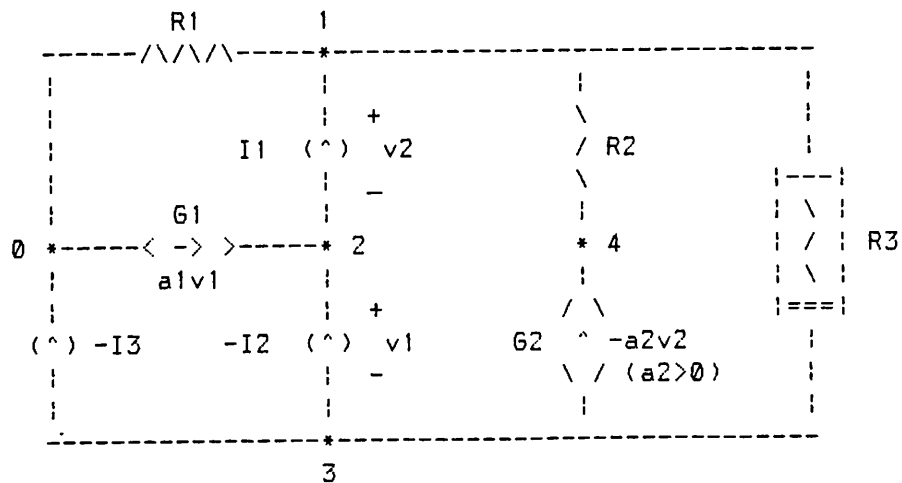 R1 1
+
I1 (^) v2 R2
-
G1
0 < -> > 2 4 R3
a1v1
+
(^) -I3 -I2 (^) v1 G2 ^ -a2v2
- (a2>0)
3